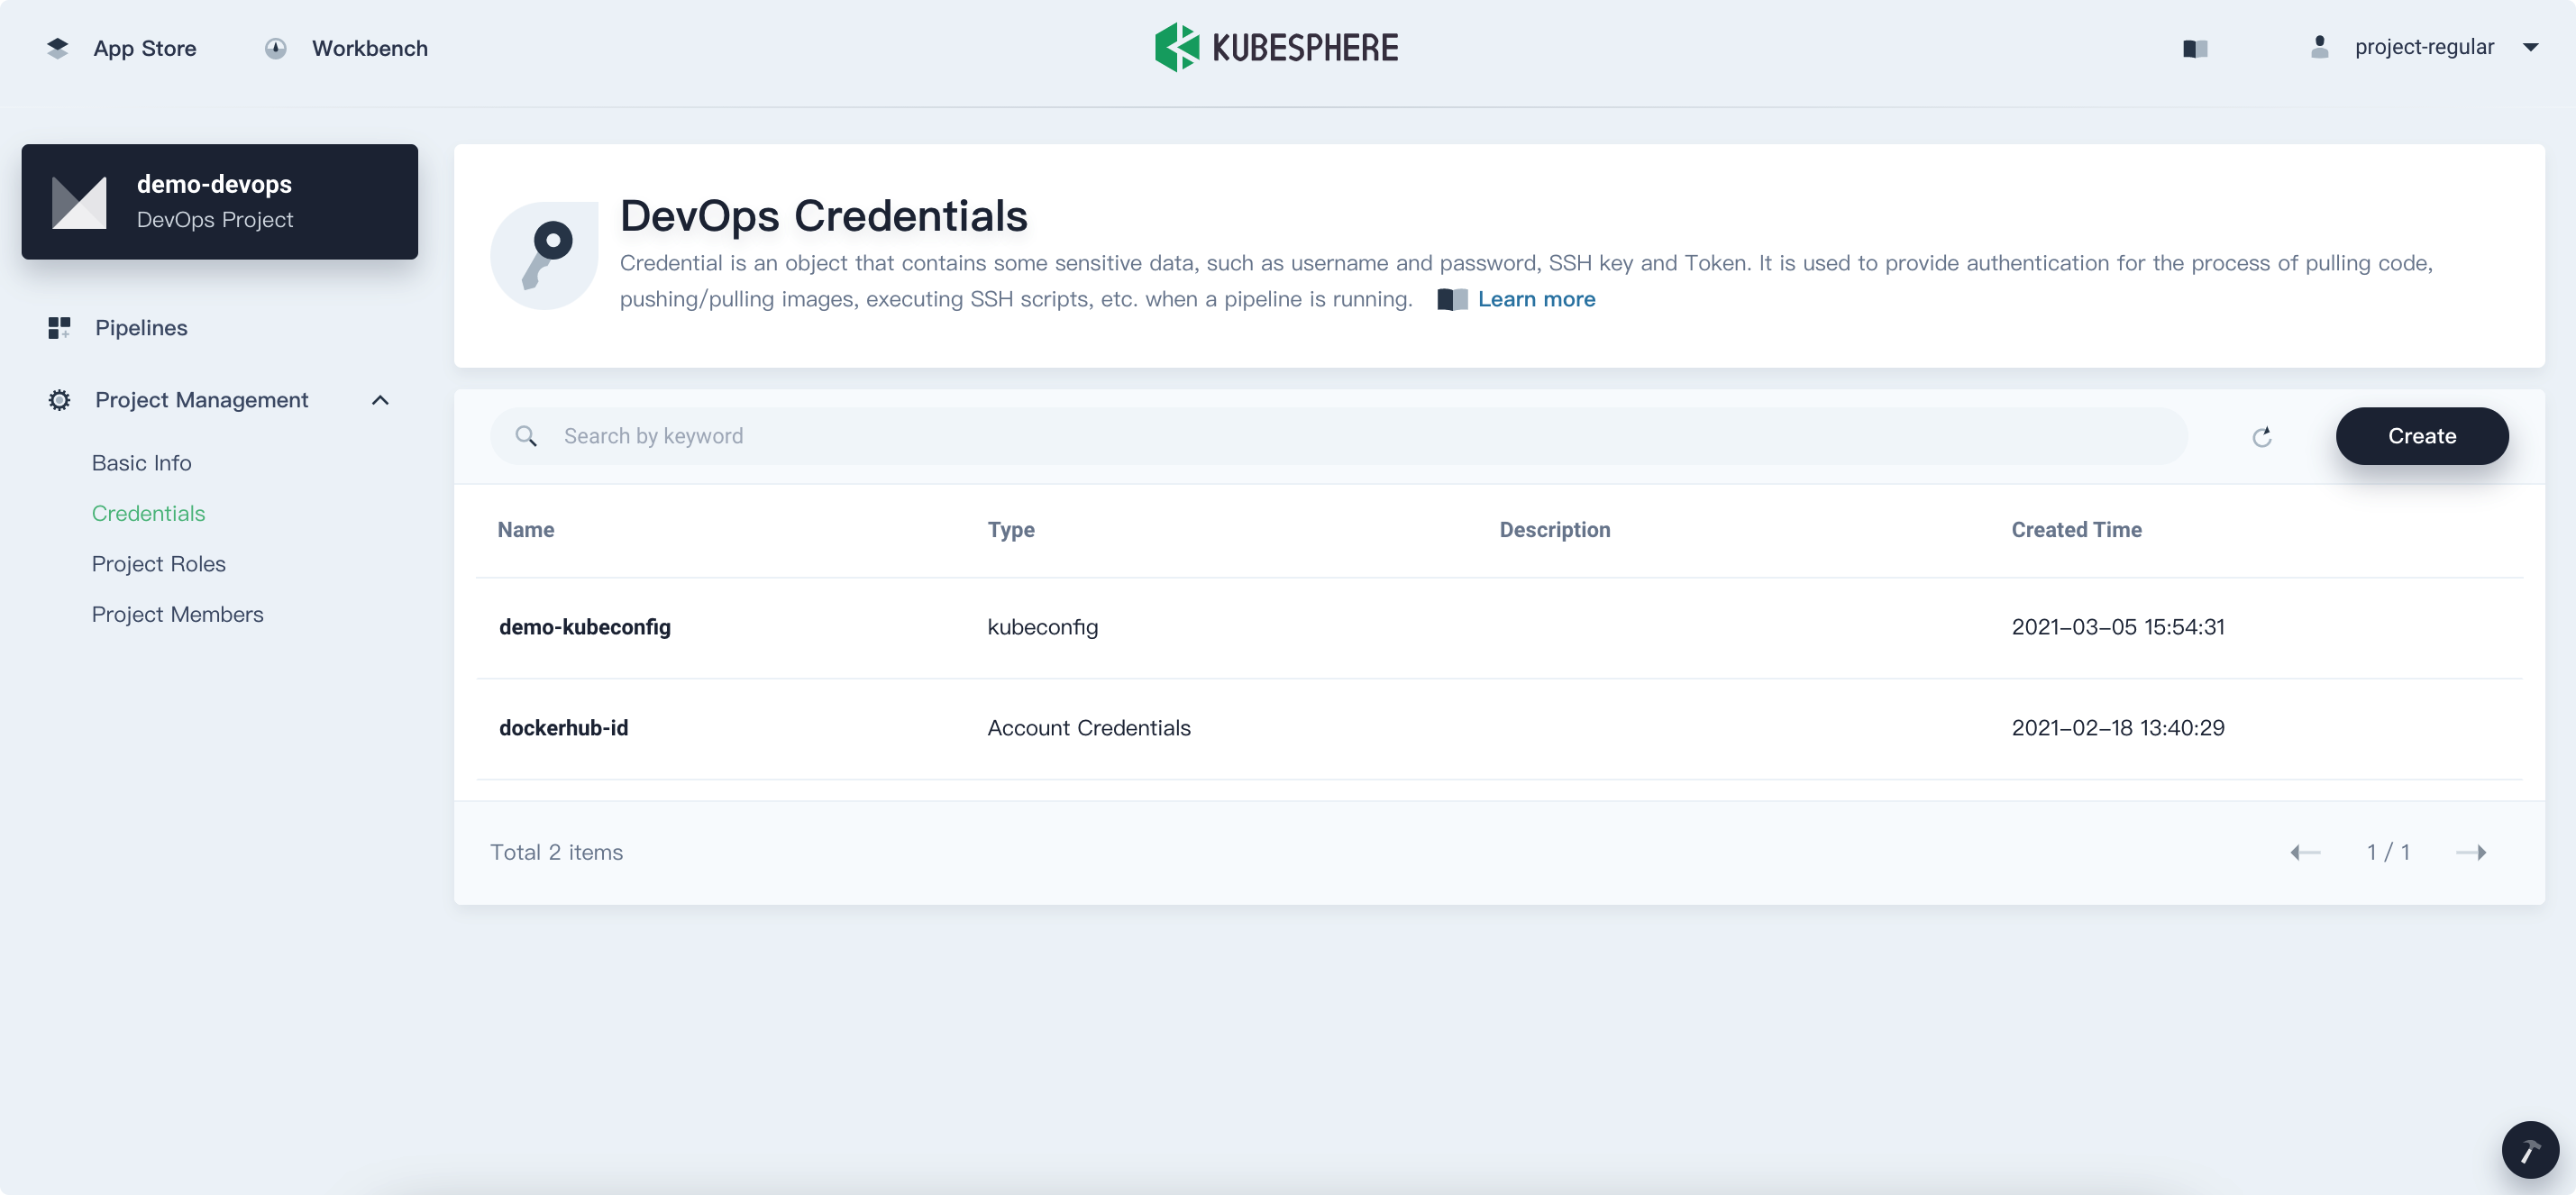 App Store
Workbench
KUBESPHERE
project-regular
demo-devops
DevOps Project
Pipelines
Project Management
Basic Info
Credentials
Project Roles
Project Members
DevOps Credentials
Credential is an object that contains some sensitive data, such as username and password, SSH key and Token. It is used to provide authentication for the process of pulling code,
pushing/pulling images, executing SSH scripts, etc. when a pipeline is running. Learn more
Search by keyword
Create
Name Type Description Created Time
demo-kubeconfig kubeconfig 2021-03-05 15:54:31
dockerhub-id Account Credentials 2021-02-18 13:40:29
Total 2 items
1 / 1